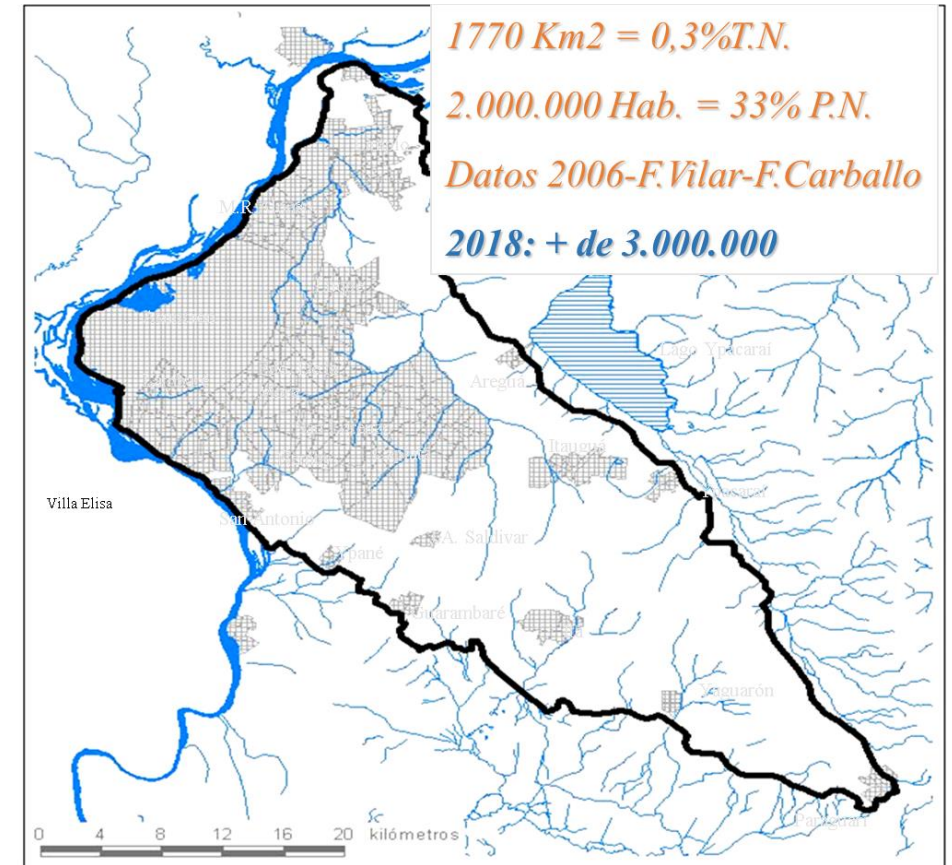 1770 Km2 = 0,3%T.N.
2.000.000 Hab. = 33% P.N.
Datos 2006-F.Vilar-F.Carballo
2018: + de 3.000.000
Lago Ypacaraí
Areguá
Itauguá
Ypacaraí
Villa Elisa
San Antonio
A. Saldivar
Ypané
Guarambaré
Yaguarón
Paraguarí
0 4 8 12 16 20 kilómetros